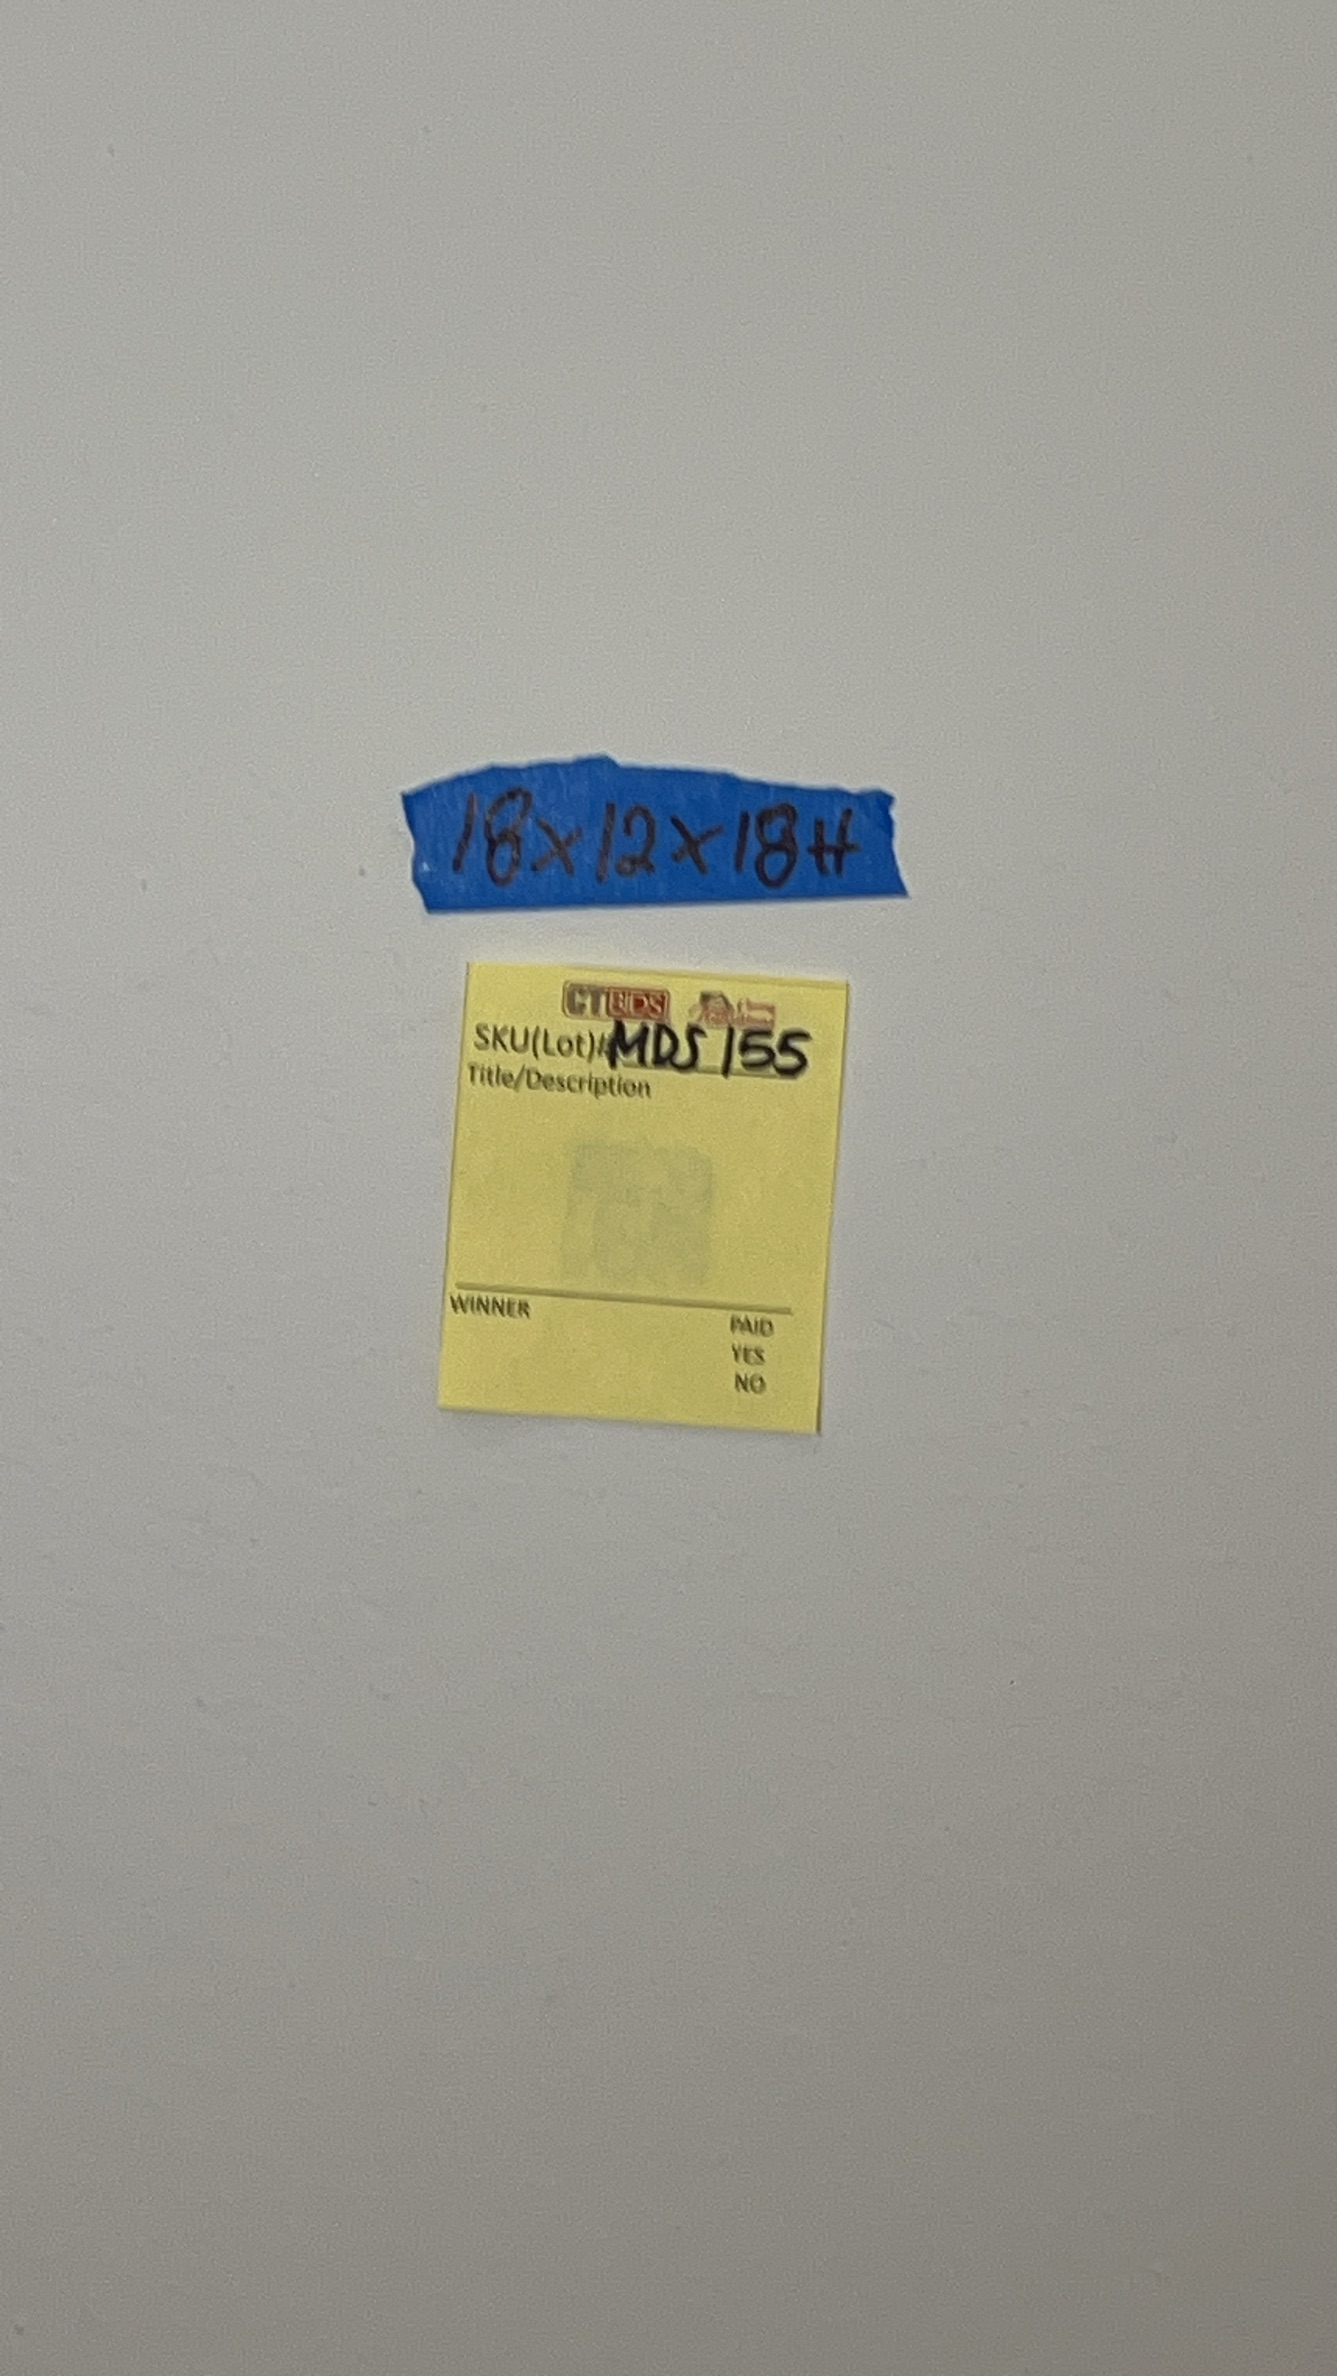 18x12x18H
CTBIDS
SKU(Lot)# MDS 155
Title/Description
WINNER
PAID
YES
NO